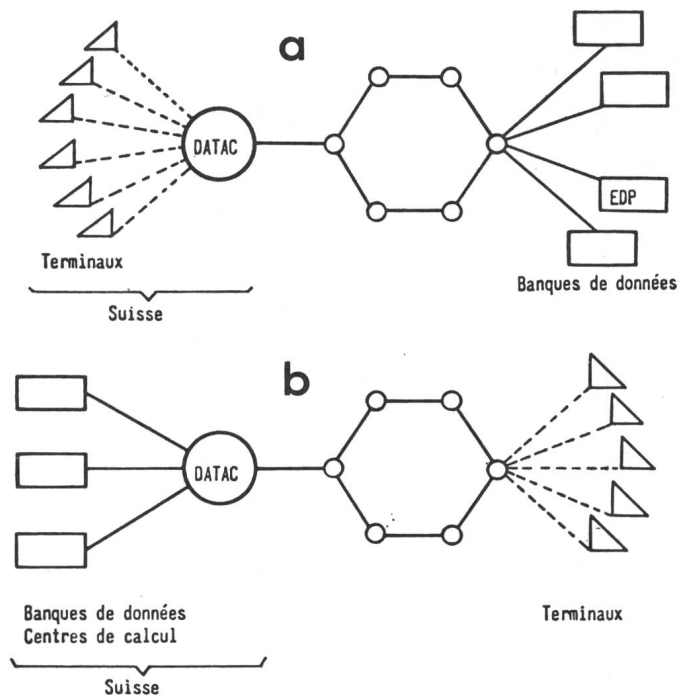 a
DATAC
EDP
Terminaux
Banques de données
Suisse
b
DATAC
Banques de données
Centres de calcul
Terminaux
Suisse